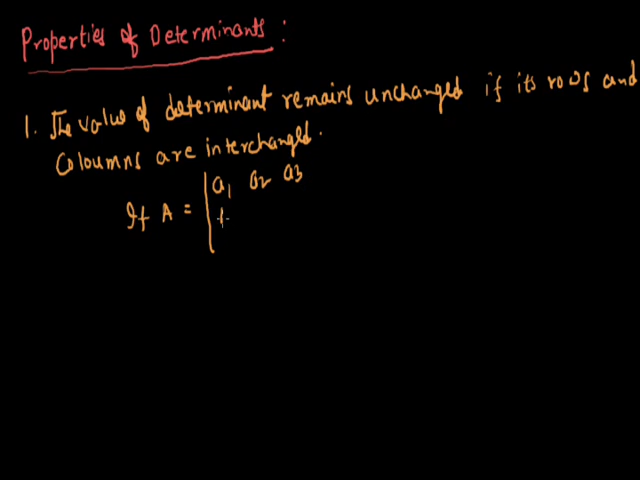 Properties of Determinants :
1. The value of determinant remains unchanged if its rows and
Coloumns are interchanged.
a1 a2 a3
If A =